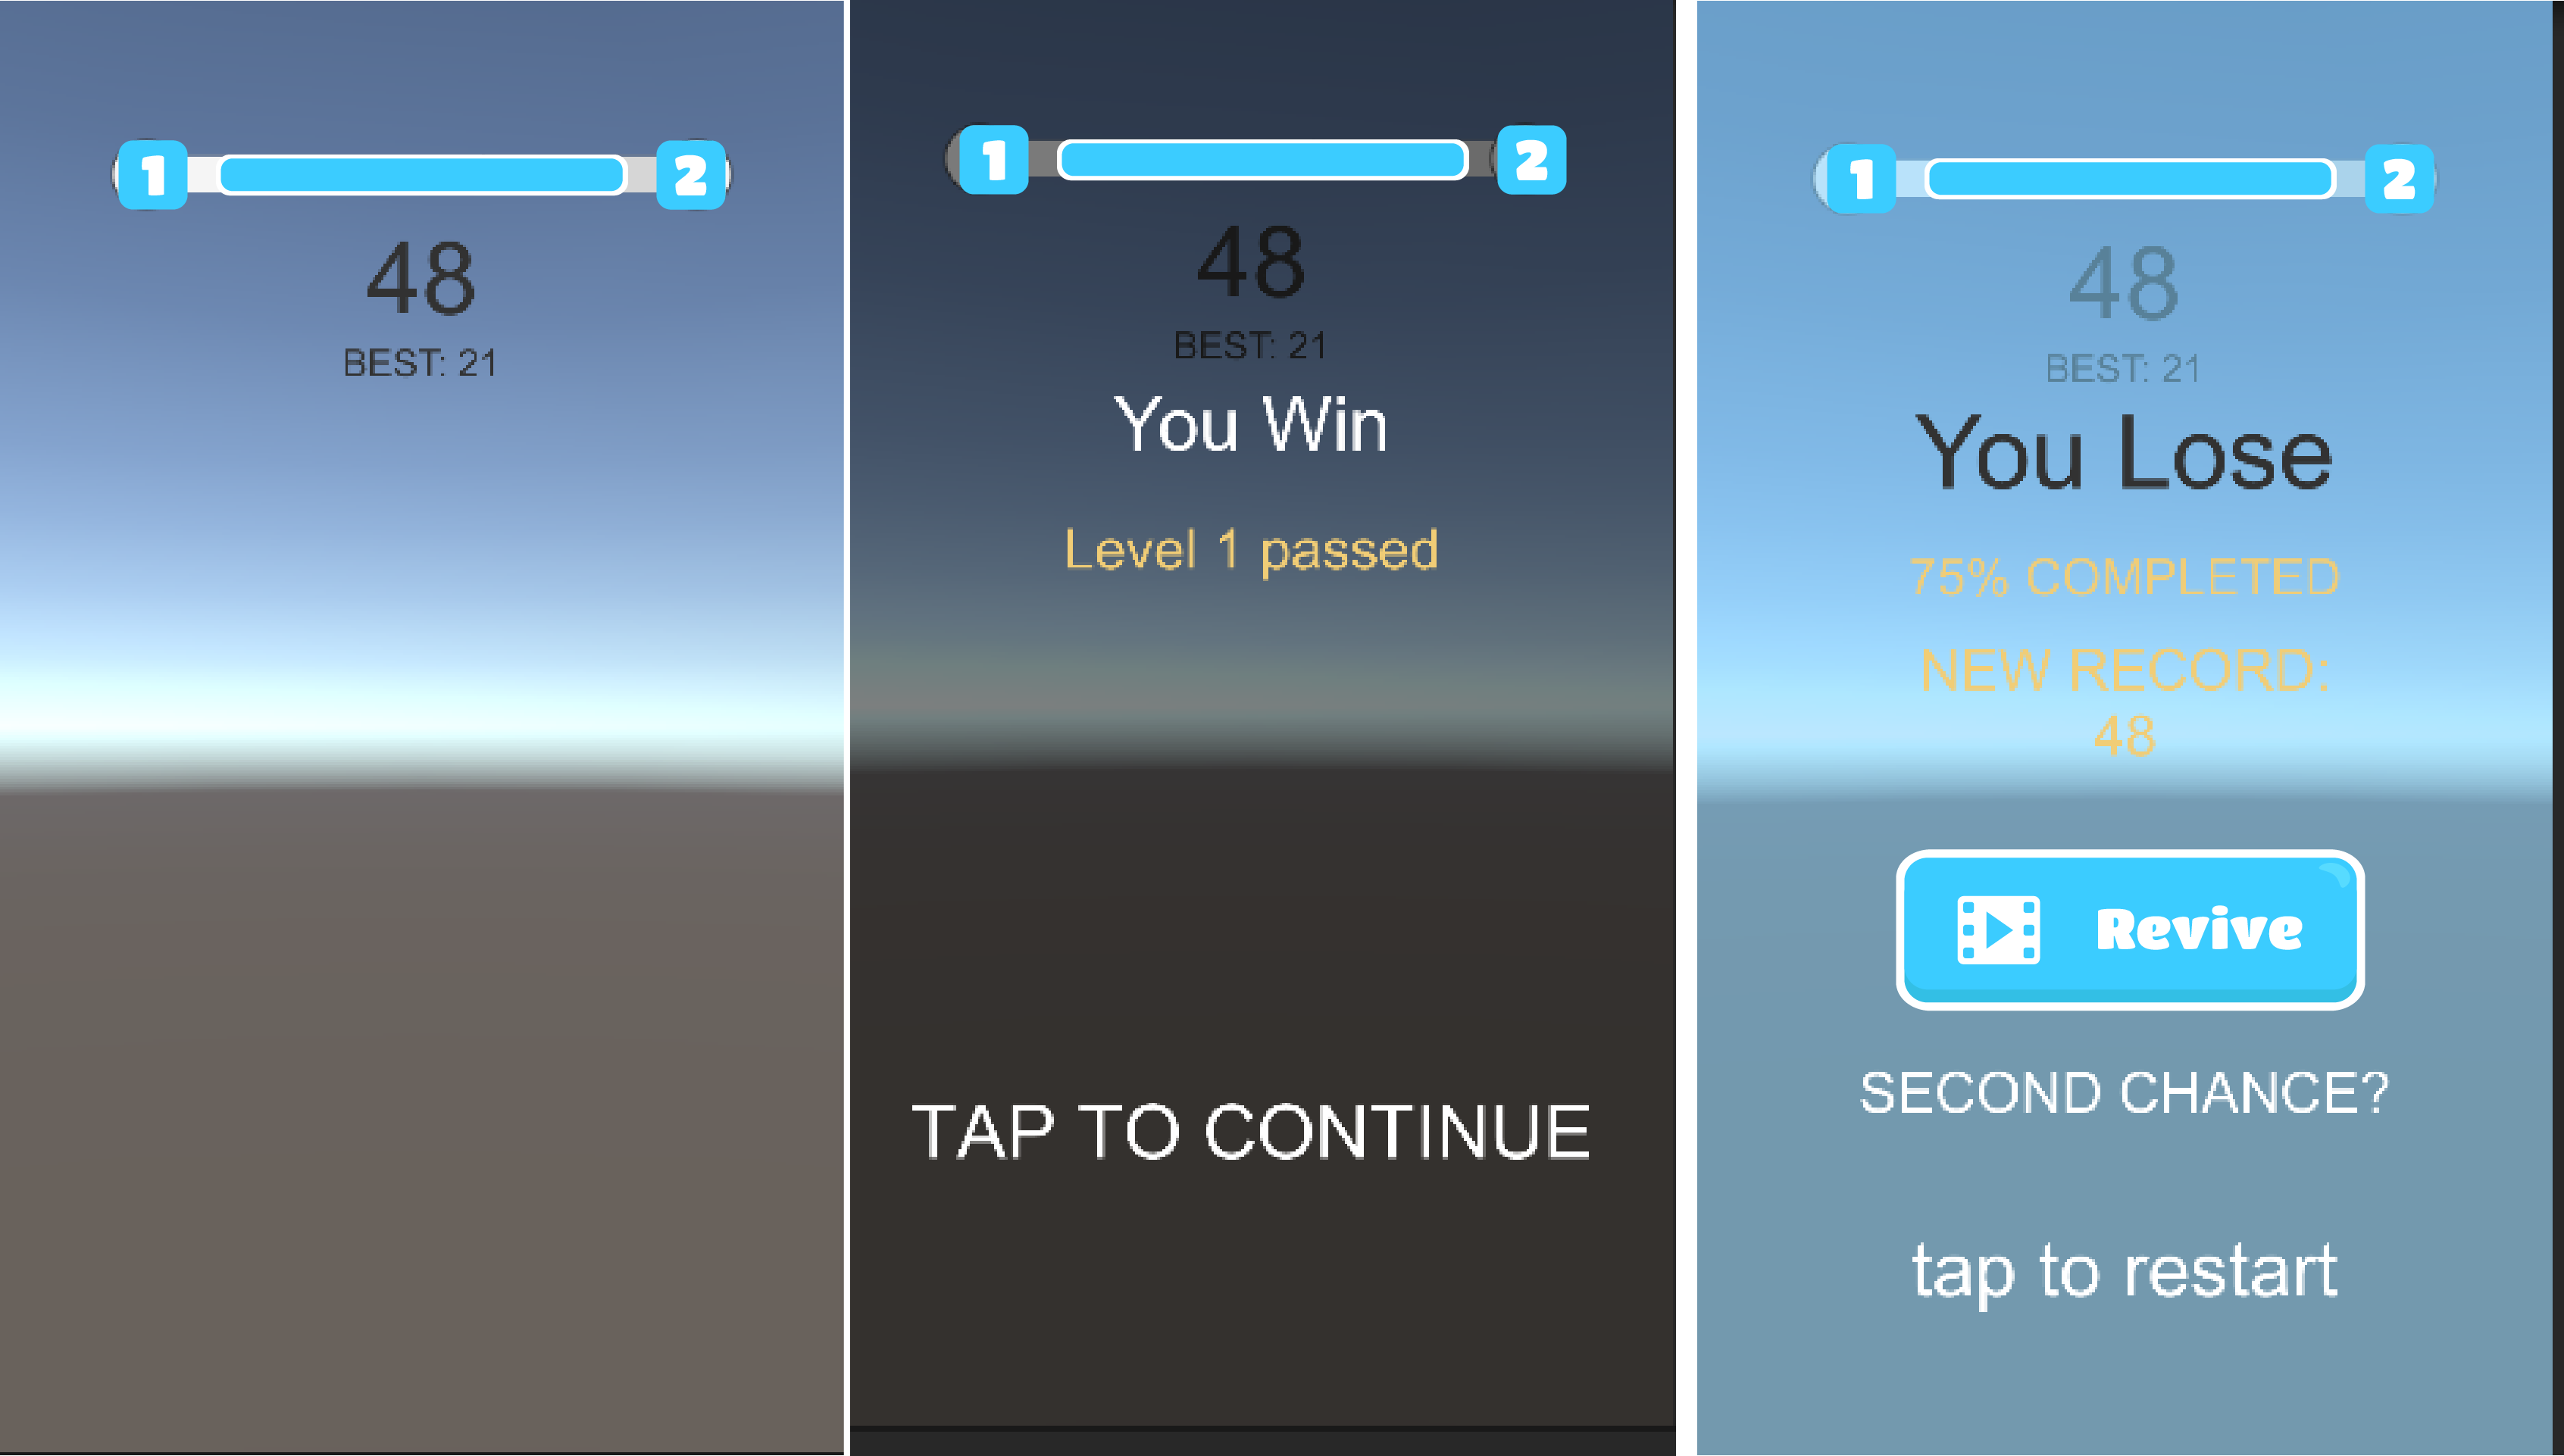 1 2
48
BEST: 21
1 2
48
BEST: 21
You Win
Level 1 passed
TAP TO CONTINUE
1 2
48
BEST: 21
You Lose
75% COMPLETED
NEW RECORD:
48
Revive
SECOND CHANCE?
tap to restart